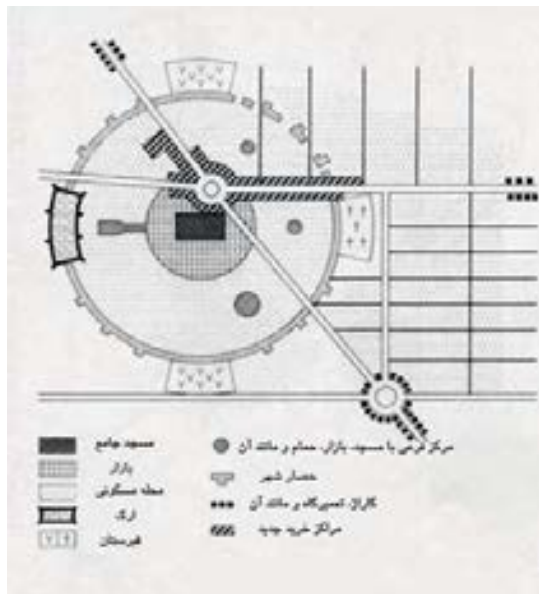 مسجد جامع
بازار
محله مسکونی
ارگ
قبرستان
مرکز فرعی با مسجد، بازار، حمام و مانند آن
حصار شهر
گاراژ، تعمیرگاه و مانند آن
مراکز خرید جدید